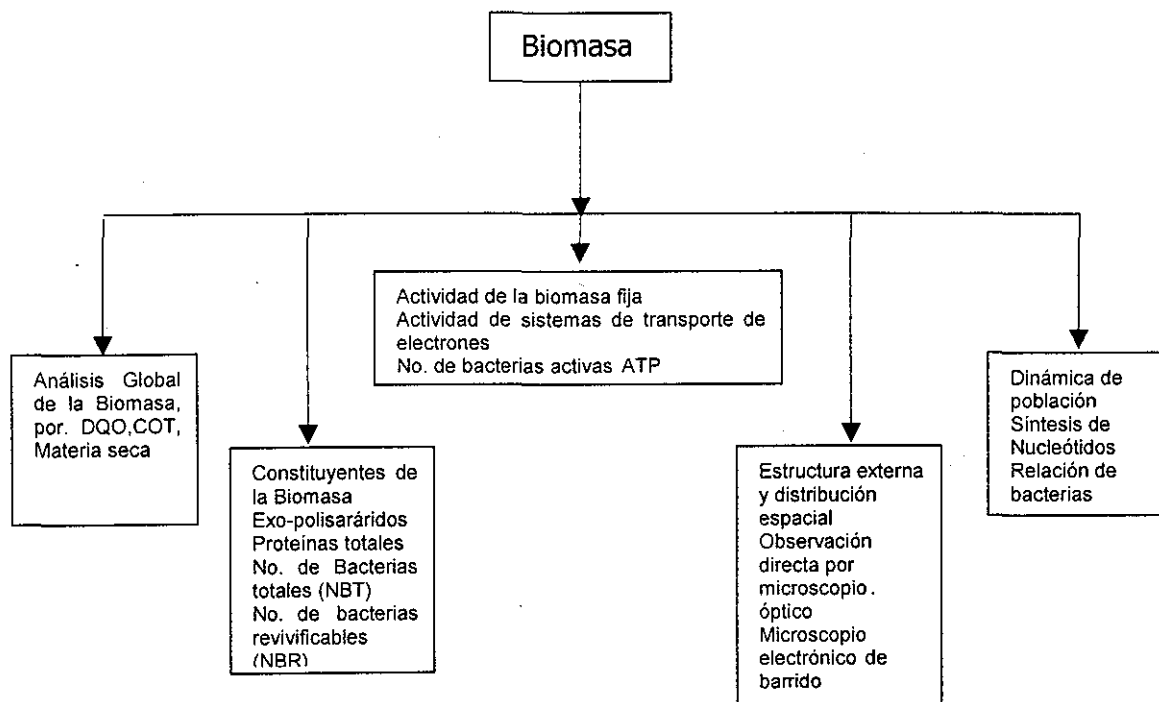 Biomasa
Actividad de la biomasa fija
Actividad de sistemas de transporte de
electrones
No. de bacterias activas ATP
Análisis Global
de la Biomasa,
por. DQO,COT,
Materia seca
Constituyentes de
la Biomasa
Exo-polisaráridos
Proteínas totales
No. de Bacterias
totales (NBT)
No. de bacterias
revivificables
(NBR)
Estructura externa
y distribución
espacial
Observación
directa por
microscopio.
óptico
Microscopio
electrónico de
barrido
Dinámica de
población
Síntesis de
Nucleótidos
Relación de
bacterias